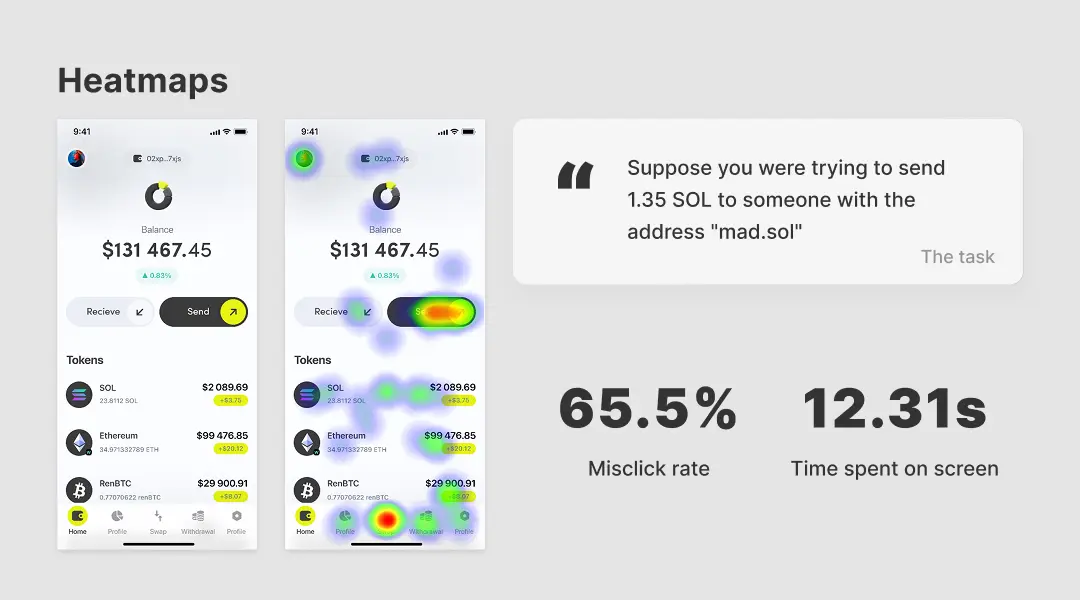 Heatmaps
9:41
02xp...7xjs
Balance
$131 467.45
▲ 0.83%
Recieve
Send
Tokens
SOL
$2 089.69
23.8112 SOL
+$3.75
Ethereum
$99 476.85
34.971332789 ETH
+$20.12
RenBTC
$29 900.91
0.77070622 renBTC
+$8.07
Home
Profile
Swap
Withdrawal
Profile
9:41
02xp...7xjs
Balance
$131 467.45
▲ 0.83%
Recieve
Tokens
SOL
$2 089.69
23.8112 SOL
+$3.75
Ethereum
$99 476.85
34.971332789 ETH
+$20.12
RenBTC
$29 900.91
0.77070622 renBTC
+$8.07
Home
Profile
Withdrawal
Profile
“
Suppose you were trying to send
1.35 SOL to someone with the
address "mad.sol"
The task
65.5%
Misclick rate
12.31s
Time spent on screen